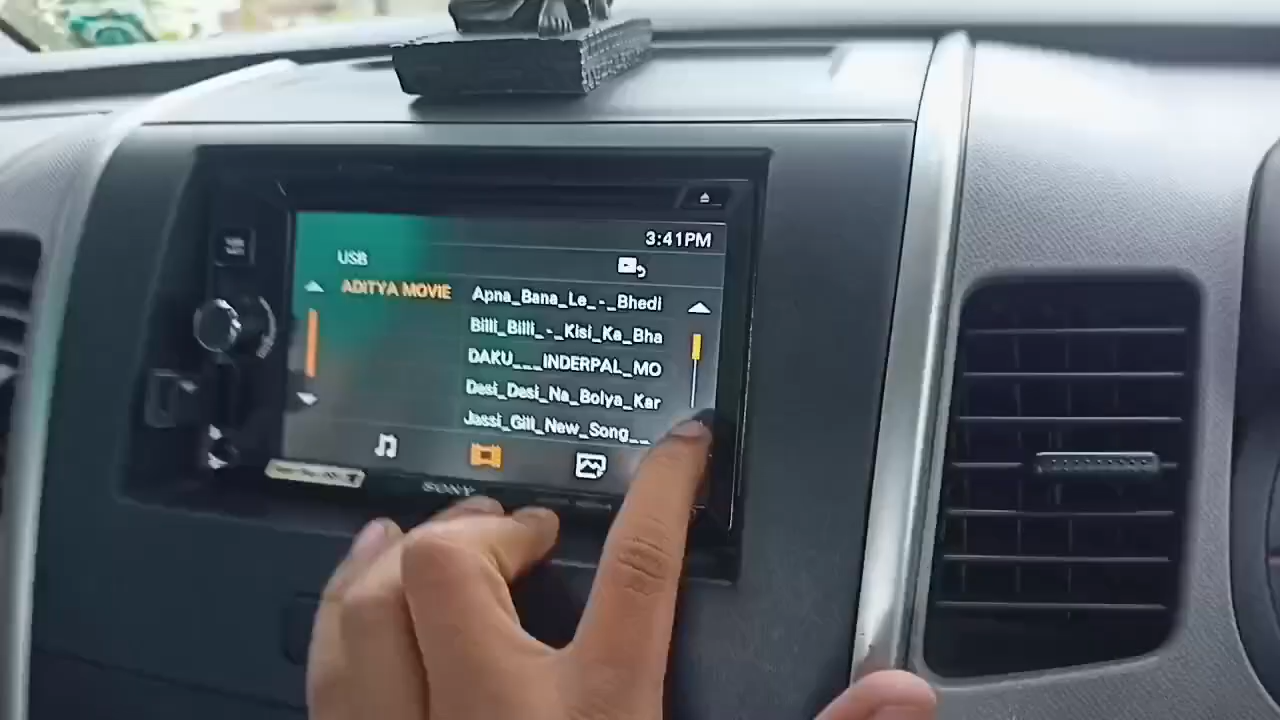 3:41PM
USB
ADITYA MOVIE
Apna_Bana_Le_-_Bhedi
Billi_Billi_-_Kisi_Ka_Bha
DAKU___INDERPAL_MO
Desi_Desi_Na_Bolya_Kar
Jassi_Gill_New_Song__
SONY